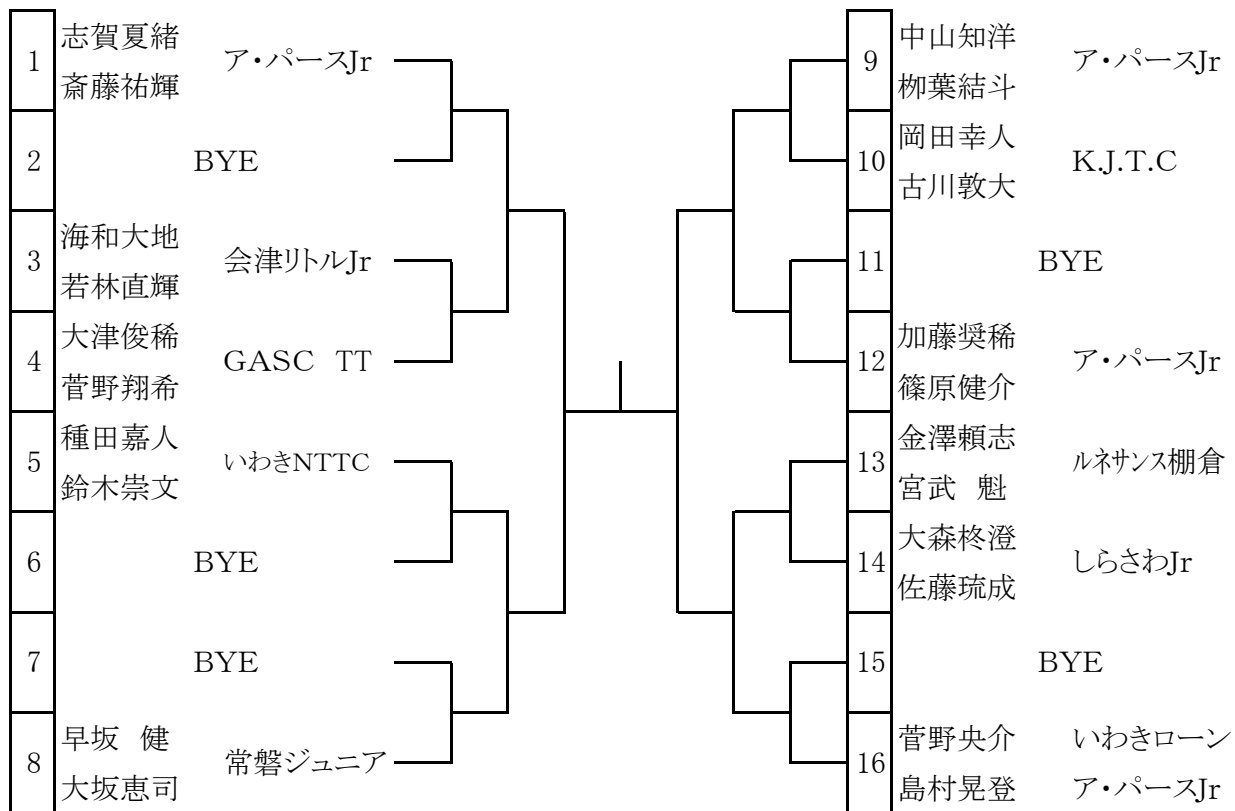 1
志賀夏緒
斎藤祐輝
ア・パースJr
2
BYE
3
海和大地
若林直輝
会津リトルJr
4
大津俊稀
菅野翔希
GASC TT
5
種田嘉人
鈴木崇文
いわきNTTC
6
BYE
7
BYE
8
早坂 健
大坂恵司
常磐ジュニア
9
中山知洋
栁葉結斗
ア・パースJr
10
岡田幸人
古川敦大
K.J.T.C
11
BYE
12
加藤奨稀
篠原健介
ア・パースJr
13
金澤頼志
宮武 魁
ルネサンス棚倉
14
大森柊澄
佐藤琉成
しらさわJr
15
BYE
16
菅野央介
いわきローン
島村晃登
ア・パースJr